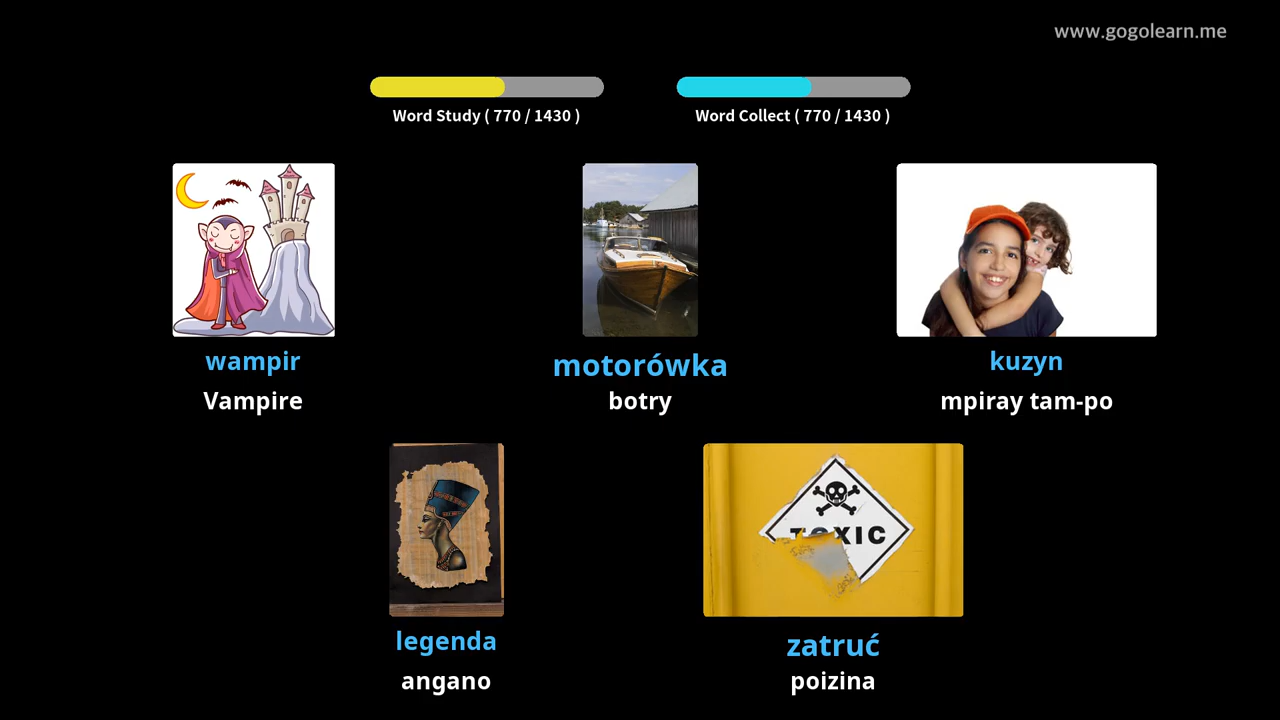 www.gogolearn.me
Word Study ( 770 / 1430 )
Word Collect ( 770 / 1430 )
wampir
Vampire
motorówka
botry
kuzyn
mpiray tam-po
TOXIC
legenda
angano
zatruć
poizina